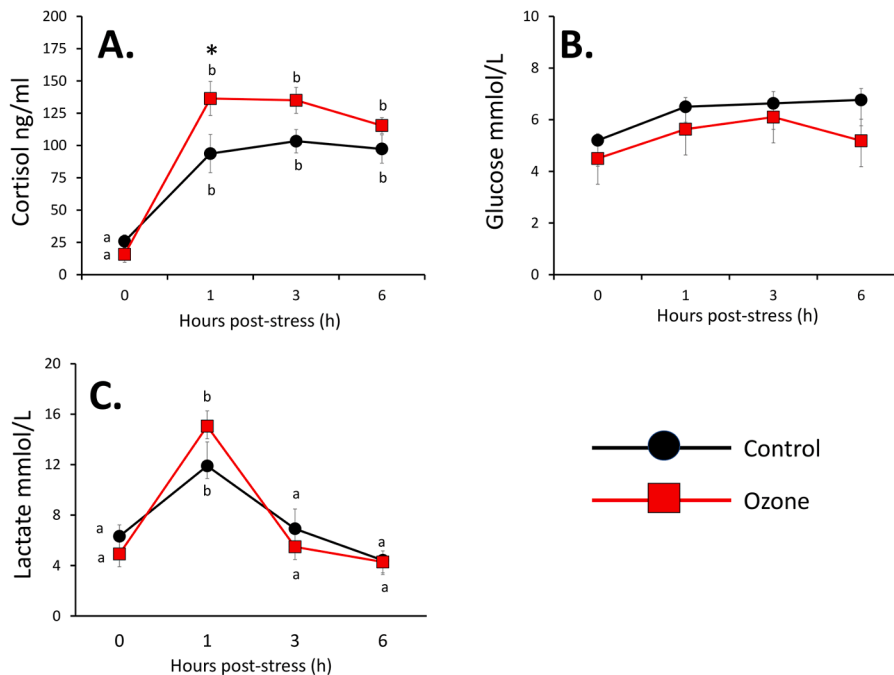 A.
Cortisol ng/ml
200
175
150
125
100
75
50
25
0
*
b
b
b
b
b
b
a
a
0 1 3 6
Hours post-stress (h)
B.
Glucose mmlol/L
10
8
6
4
2
0
0 1 3 6
Hours post-stress (h)
C.
Lactate mmlol/L
20
16
12
8
4
0
b
b
a
a
a
a
a
a
0 1 3 6
Hours post-stress (h)
Control
Ozone